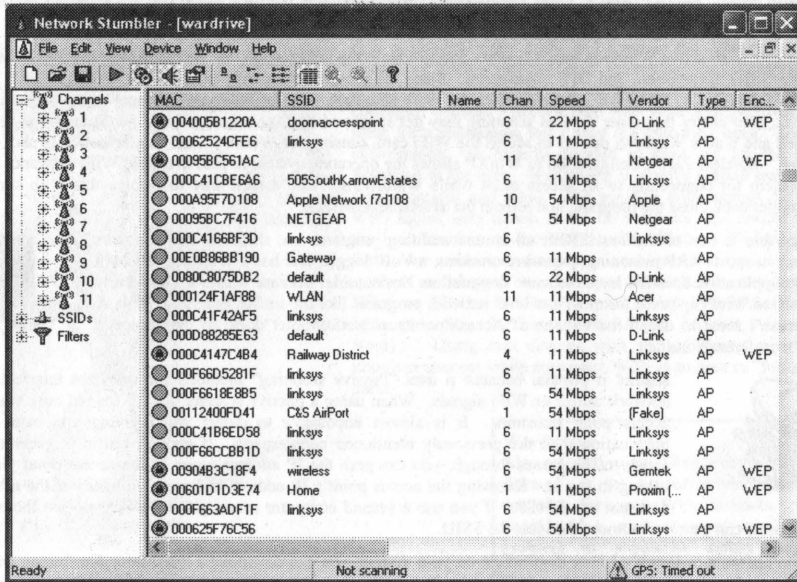 Network Stumbler - [wardrive]
File Edit View Device Window Help
Channels
1
2
3
4
5
6
7
8
9
10
11
SSIDs
Filters
MAC SSID Name Chan Speed Vendor Type Enc...
004005B1220A doornaccesspoint 6 22 Mbps D-Link AP WEP
00062524CFE6 linksys 6 11 Mbps Linksys AP
00095BC561AC 11 54 Mbps Netgear AP WEP
000C41CBE6A6 505SouthKarrowEstates 6 11 Mbps Linksys AP
000A95F7D108 Apple Network f7d108 10 54 Mbps Apple AP
00095BC7F416 NETGEAR 11 54 Mbps Netgear AP
000C4166BF3D linksys 6 54 Mbps Linksys AP
00E0B86BB190 Gateway 6 11 Mbps AP
0080C8075DB2 default 6 22 Mbps D-Link AP
000124F1AF88 WLAN 11 11 Mbps Acer AP
000C41F42AF5 linksys 6 11 Mbps Linksys AP
000D88285E63 default 6 11 Mbps D-Link AP
000C4147C4B4 Railway District 4 11 Mbps Linksys AP WEP
000F66D5281F linksys 6 11 Mbps AP
linksys 6 54 Mbps Linksys AP
00112400FD41 C&S AirPort 1 54 Mbps (Fake) AP
linksys 6 11 Mbps Linksys AP
000F66CCBB1D linksys 6 54 Mbps AP
00904B3C18F4 wireless 6 54 Mbps Gemtek AP WEP
00601D1D3E74 Home 1 11 Mbps Proxim (... AP WEP
000F663ADF1F linksys 6 54 Mbps AP
000625F76C56 6 54 Mbps Linksys AP WEP
Ready Not scanning GPS: Timed out